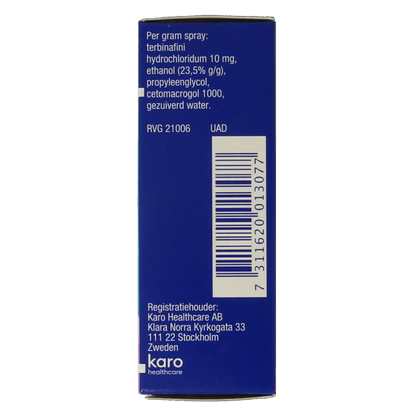 Per gram spray:
terbinafini
hydrochloridum 10 mg,
ethanol (23,5% g/g),
propyleenglycol,
cetomacrogol 1000,
gezuiverd water.
RVG 21006 UAD
7 311620 013077
Registratiehouder:
Karo Healthcare AB
Klara Norra Kyrkogata 33
111 22 Stockholm
Zweden
karo
healthcare